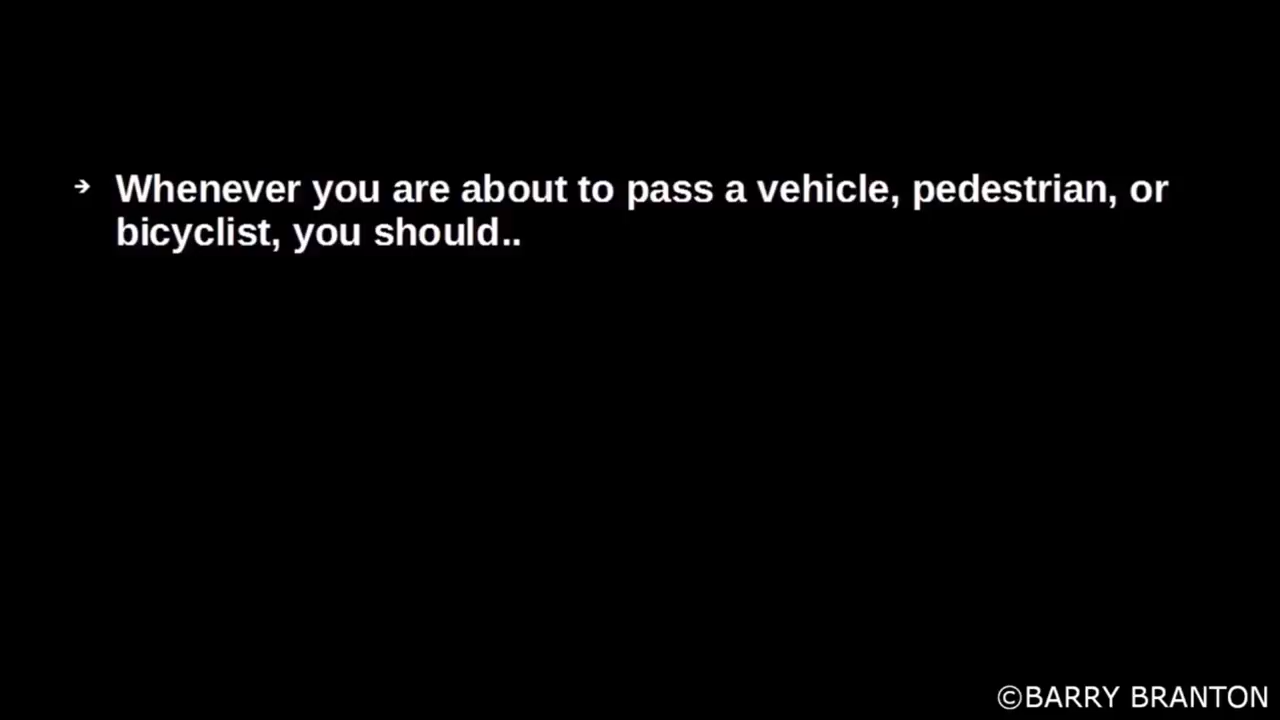 ➔ Whenever you are about to pass a vehicle, pedestrian, or
bicyclist, you should..
©BARRY BRANTON